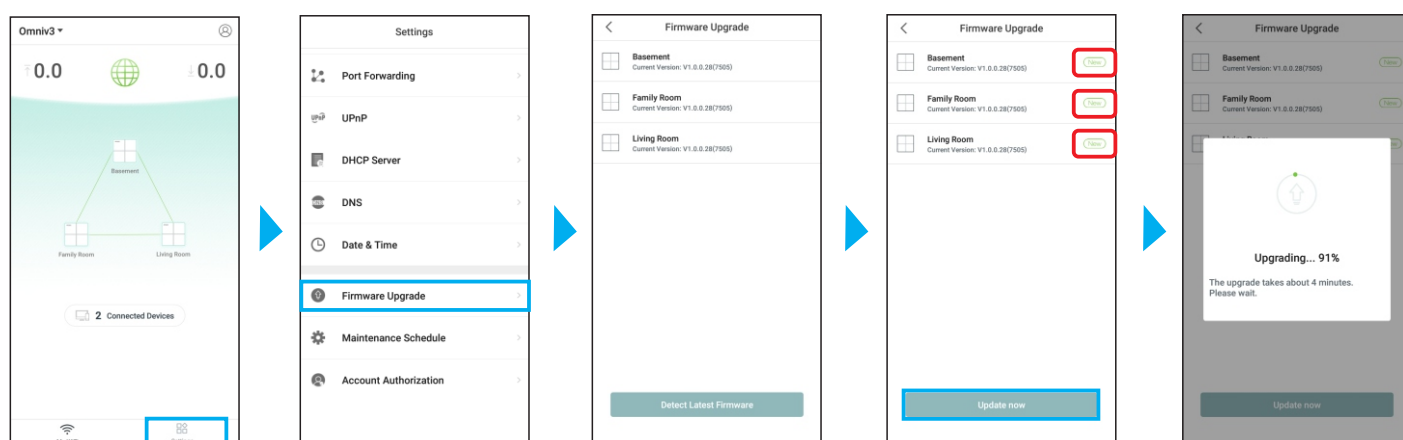 Omniv3
0.0
0.0
Basement
Family Room
Living Room
2 Connected Devices
Settings
Port Forwarding
UPnP
UPnP
DHCP Server
DNS
Date & Time
Firmware Upgrade
Maintenance Schedule
Account Authorization
Firmware Upgrade
Basement
Current Version: V1.0.0.28(7505)
Family Room
Current Version: V1.0.0.28(7505)
Living Room
Current Version: V1.0.0.28(7505)
Detect Latest Firmware
Firmware Upgrade
Basement
New
Current Version: V1.0.0.28(7505)
Family Room
New
Current Version: V1.0.0.28(7505)
Living Room
New
Current Version: V1.0.0.28(7505)
Update now
Firmware Upgrade
Basement
New
Current Version: V1.0.0.28(7505)
Family Room
New
Current Version: V1.0.0.28(7505)
Upgrading... 91%
The upgrade takes about 4 minutes.
Please wait.
Update now